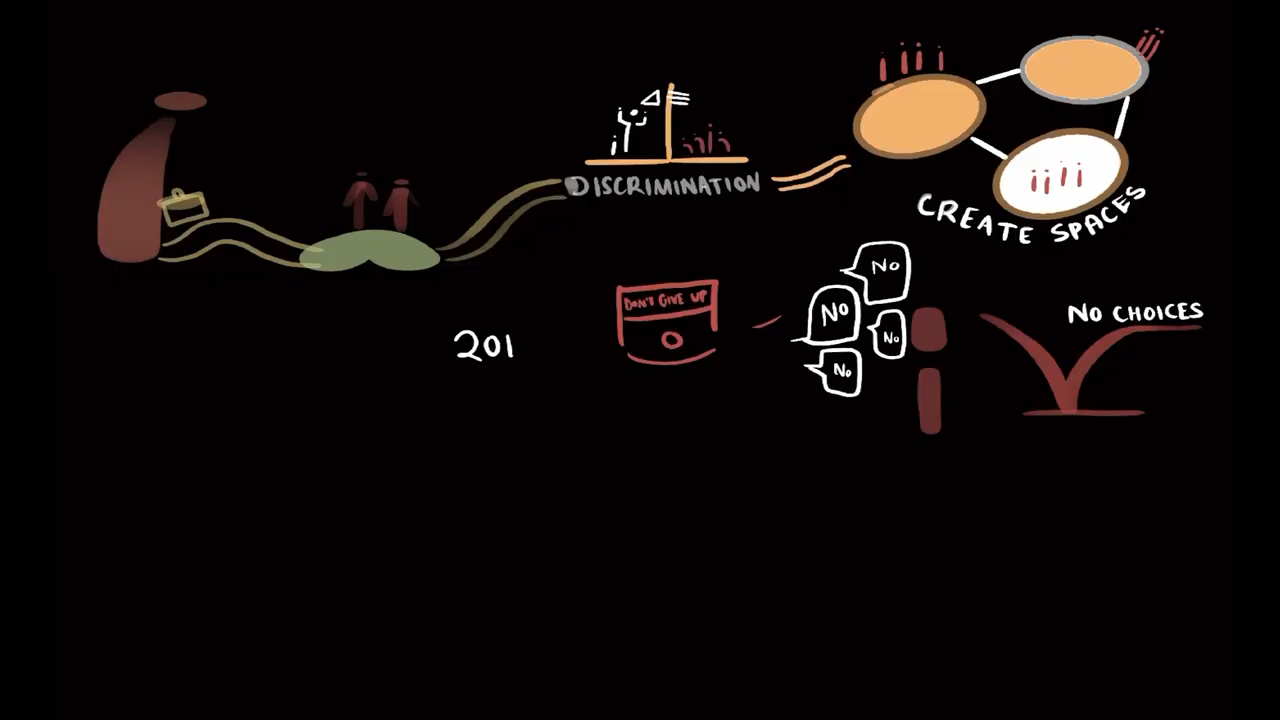 DISCRIMINATION
CREATE SPACES
DON'T GIVE UP
201
No
No
No
No
NO CHOICES